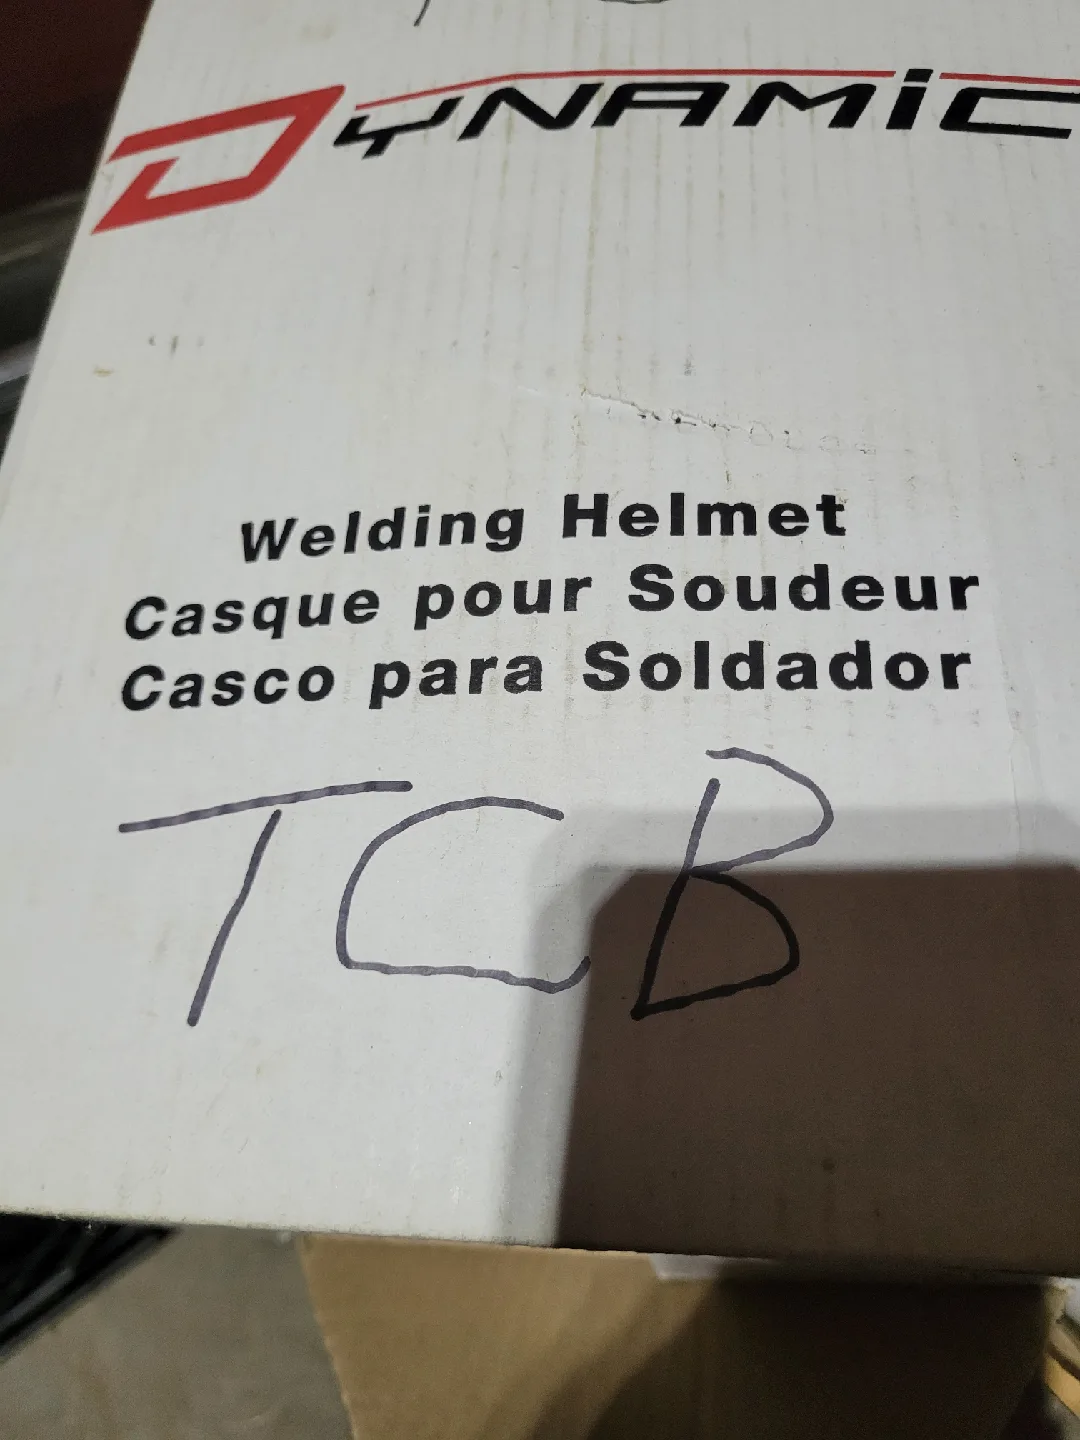 DYNAMiC
Welding Helmet
Casque pour Soudeur
Casco para Soldador
TCB